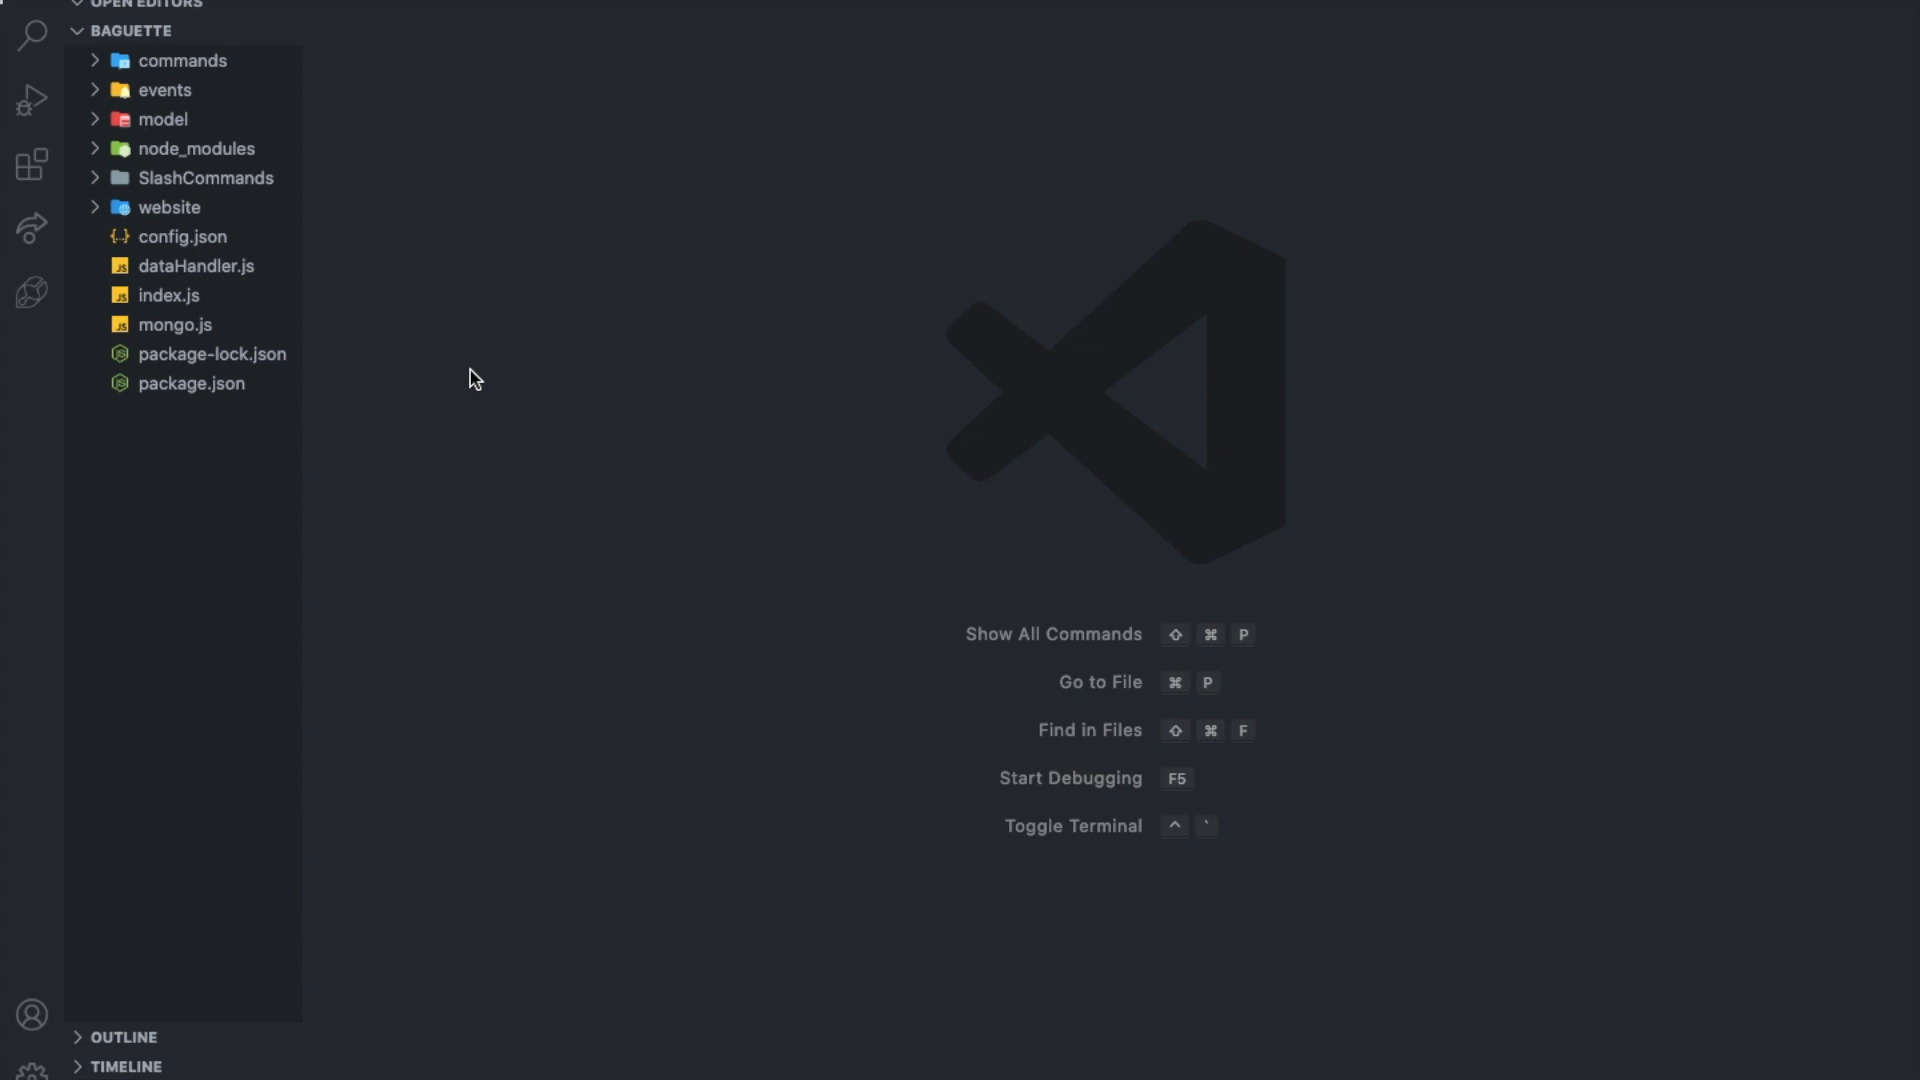 OPEN EDITORS
BAGUETTE
commands
events
model
node_modules
SlashCommands
website
config.json
dataHandler.js
index.js
mongo.js
package-lock.json
package.json
Show All Commands ⇧ ⌘ P
Go to File ⌘ P
Find in Files ⇧ ⌘ F
Start Debugging F5
Toggle Terminal ^ `
OUTLINE
TIMELINE